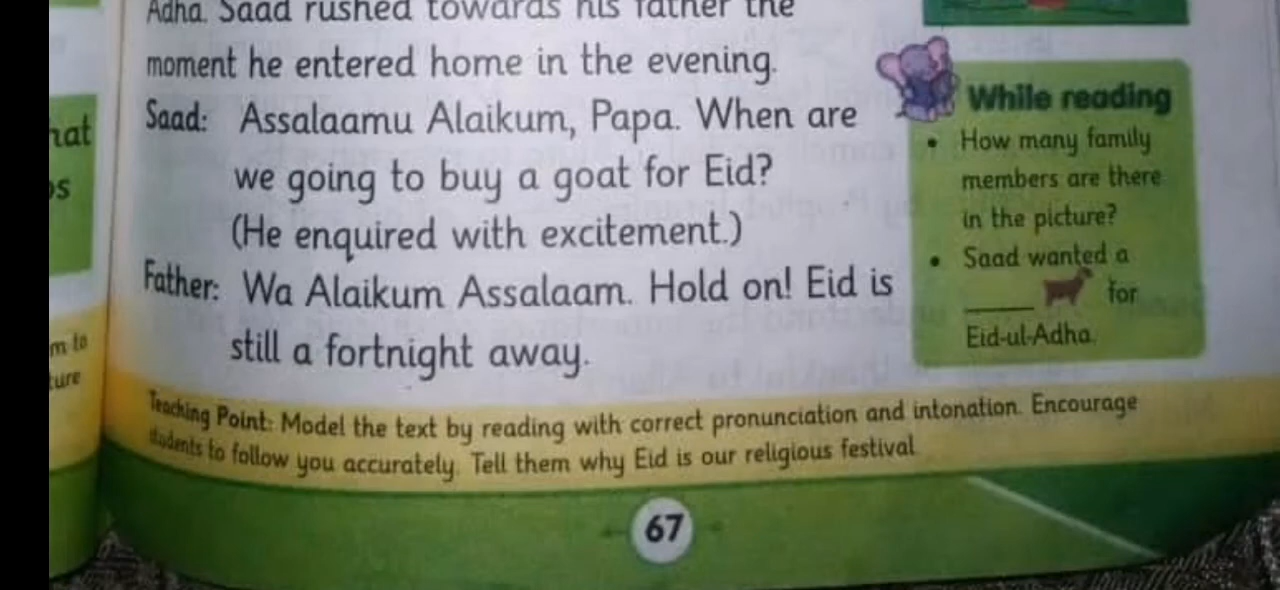 Adha. Saad rushed towards his father the
moment he entered home in the evening.
Saad: Assalaamu Alaikum, Papa. When are
we going to buy a goat for Eid?
(He enquired with excitement.)
Father: Wa Alaikum Assalaam. Hold on! Eid is
still a fortnight away.
While reading
• How many family
members are there
in the picture?
• Saad wanted a
____ for
Eid-ul-Adha.
Teaching Point: Model the text by reading with correct pronunciation and intonation. Encourage
students to follow you accurately. Tell them why Eid is our religious festival.
67